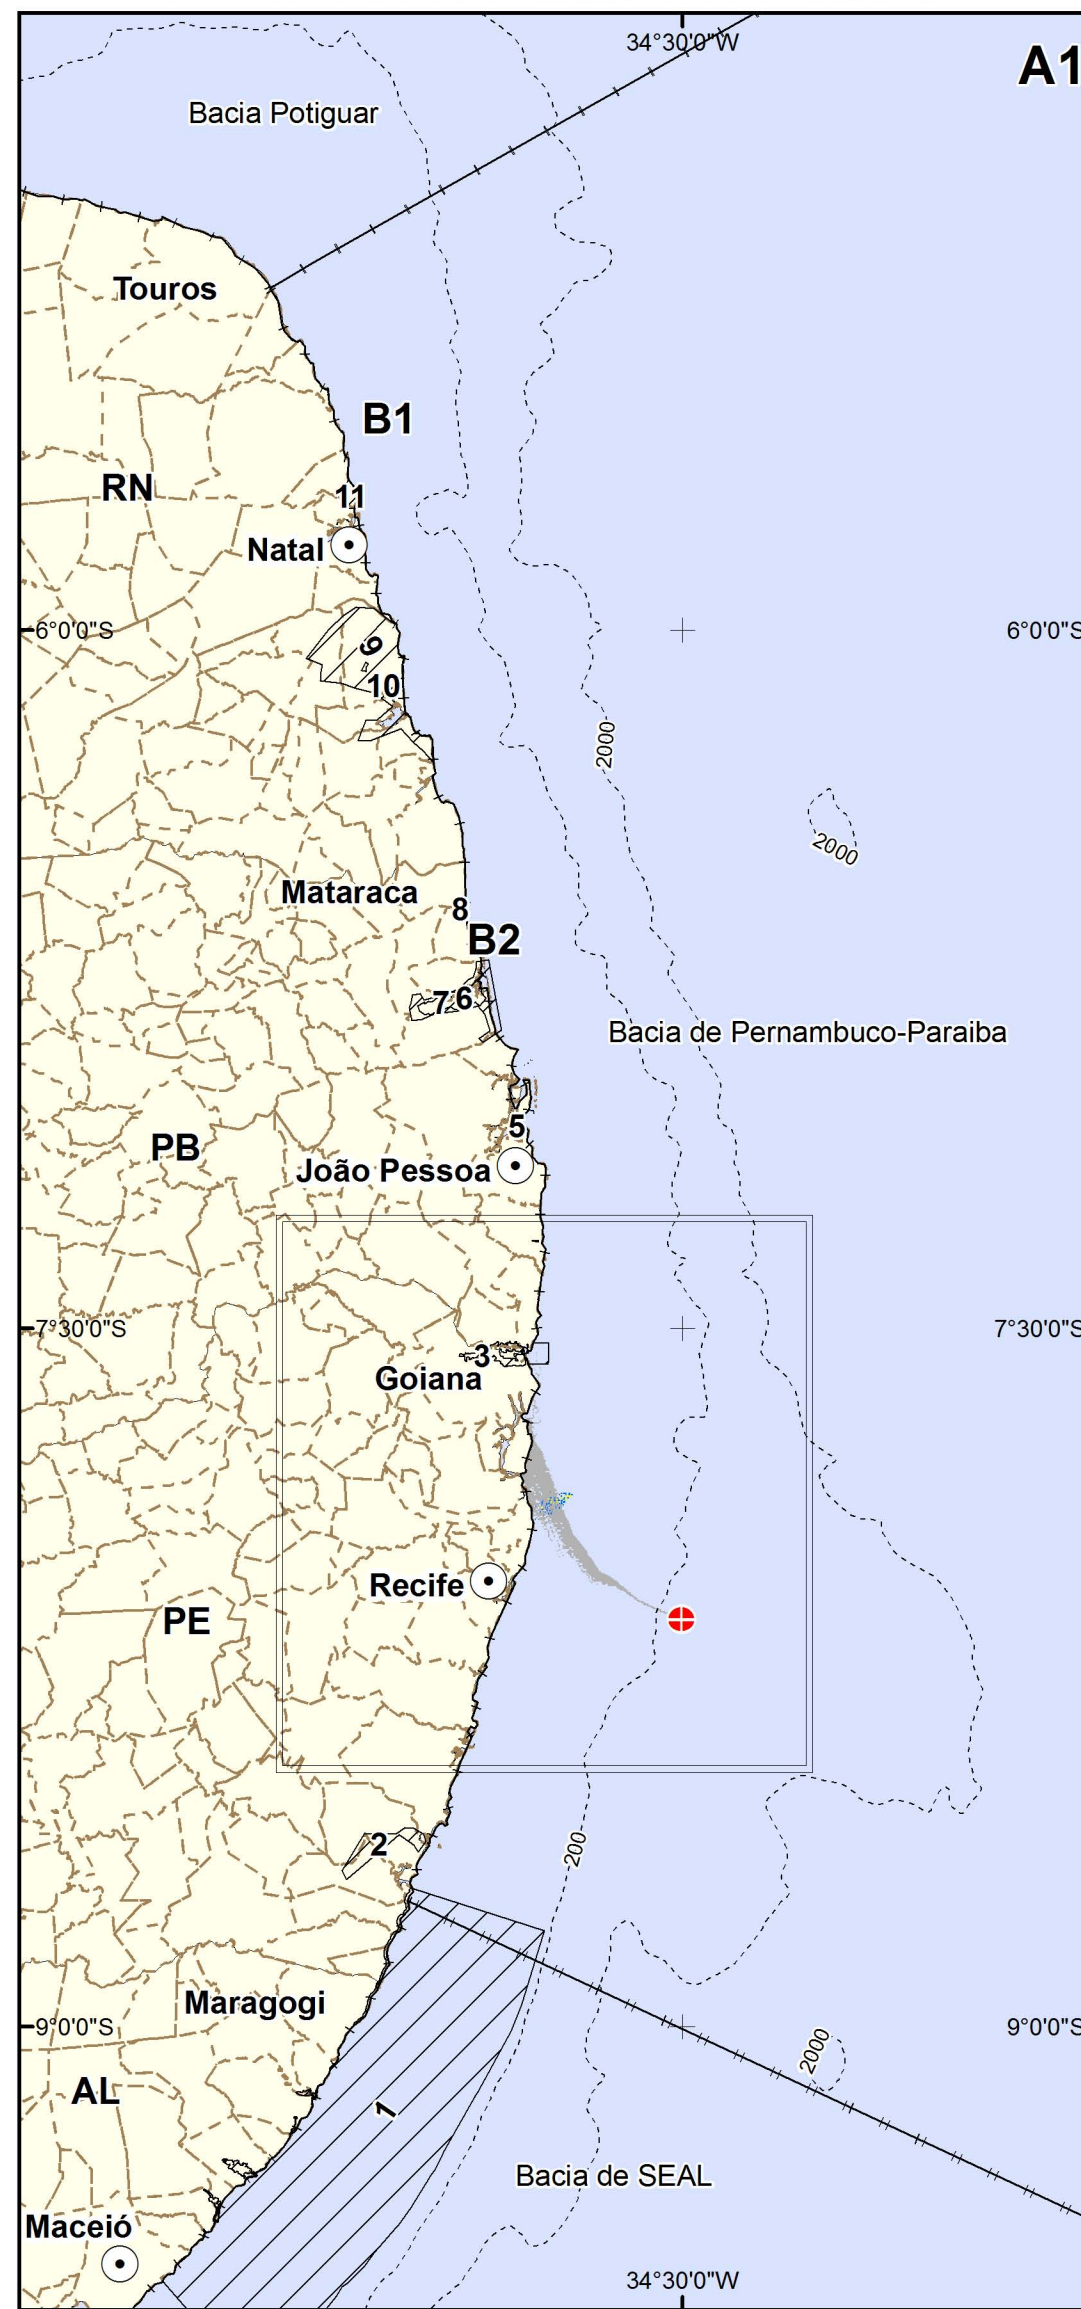 34°30'0"W
A1
Bacia Potiguar
Touros
B1
RN
11
Natal
6°0'0"S
6°0'0"S
9
10
2000
2000
Mataraca
8
B2
7
6
Bacia de Pernambuco-Paraiba
5
PB
João Pessoa
7°30'0"S
7°30'0"S
3
Goiana
Recife
PE
2
200
Maragogi
9°0'0"S
9°0'0"S
2000
AL
1
Bacia de SEAL
Maceió
34°30'0"W